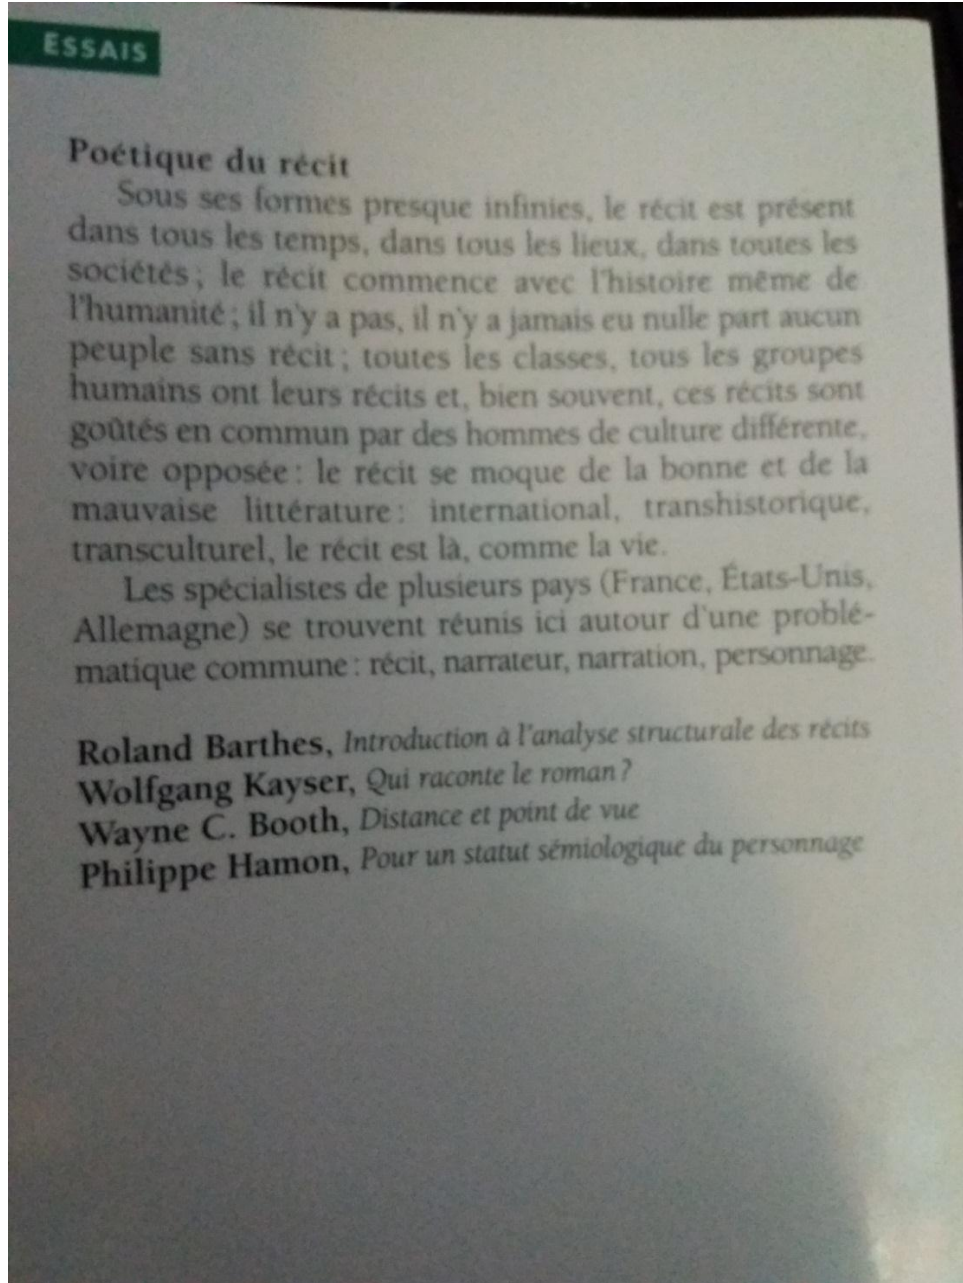 ESSAIS
Poétique du récit
Sous ses formes presque infinies, le récit est présent
dans tous les temps, dans tous les lieux, dans toutes les
sociétés ; le récit commence avec l'histoire même de
l'humanité ; il n'y a pas, il n'y a jamais eu nulle part aucun
peuple sans récit ; toutes les classes, tous les groupes
humains ont leurs récits et, bien souvent, ces récits sont
goûtés en commun par des hommes de culture différente,
voire opposée : le récit se moque de la bonne et de la
mauvaise littérature : international, transhistorique,
transculturel, le récit est là, comme la vie.
Les spécialistes de plusieurs pays (France, États-Unis,
Allemagne) se trouvent réunis ici autour d'une problé-
matique commune : récit, narrateur, narration, personnage.
Roland Barthes, Introduction à l'analyse structurale des récits
Wolfgang Kayser, Qui raconte le roman ?
Wayne C. Booth, Distance et point de vue
Philippe Hamon, Pour un statut sémiologique du personnage